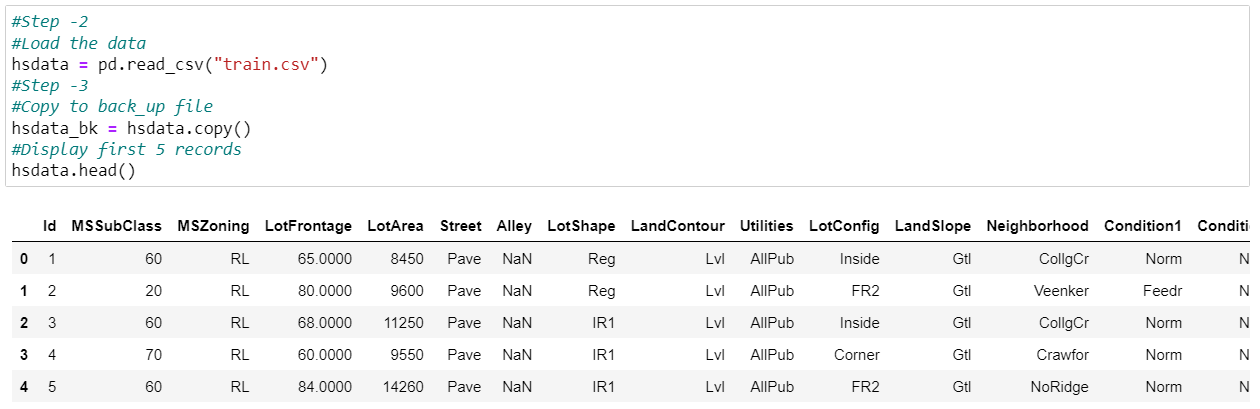 #Step -2
#Load the data
hsdata = pd.read_csv("train.csv")
#Step -3
#Copy to back_up file
hsdata_bk = hsdata.copy()
#Display first 5 records
hsdata.head()
Id MSSubClass MSZoning LotFrontage LotArea Street Alley LotShape LandContour Utilities LotConfig LandSlope Neighborhood Condition1 Conditi
0 1 60 RL 65.0000 8450 Pave NaN Reg Lvl AllPub Inside Gtl CollgCr Norm N
1 2 20 RL 80.0000 9600 Pave NaN Reg Lvl AllPub FR2 Gtl Veenker Feedr N
2 3 60 RL 68.0000 11250 Pave NaN IR1 Lvl AllPub Inside Gtl CollgCr Norm N
3 4 70 RL 60.0000 9550 Pave NaN IR1 Lvl AllPub Corner Gtl Crawfor Norm N
4 5 60 RL 84.0000 14260 Pave NaN IR1 Lvl AllPub FR2 Gtl NoRidge Norm N